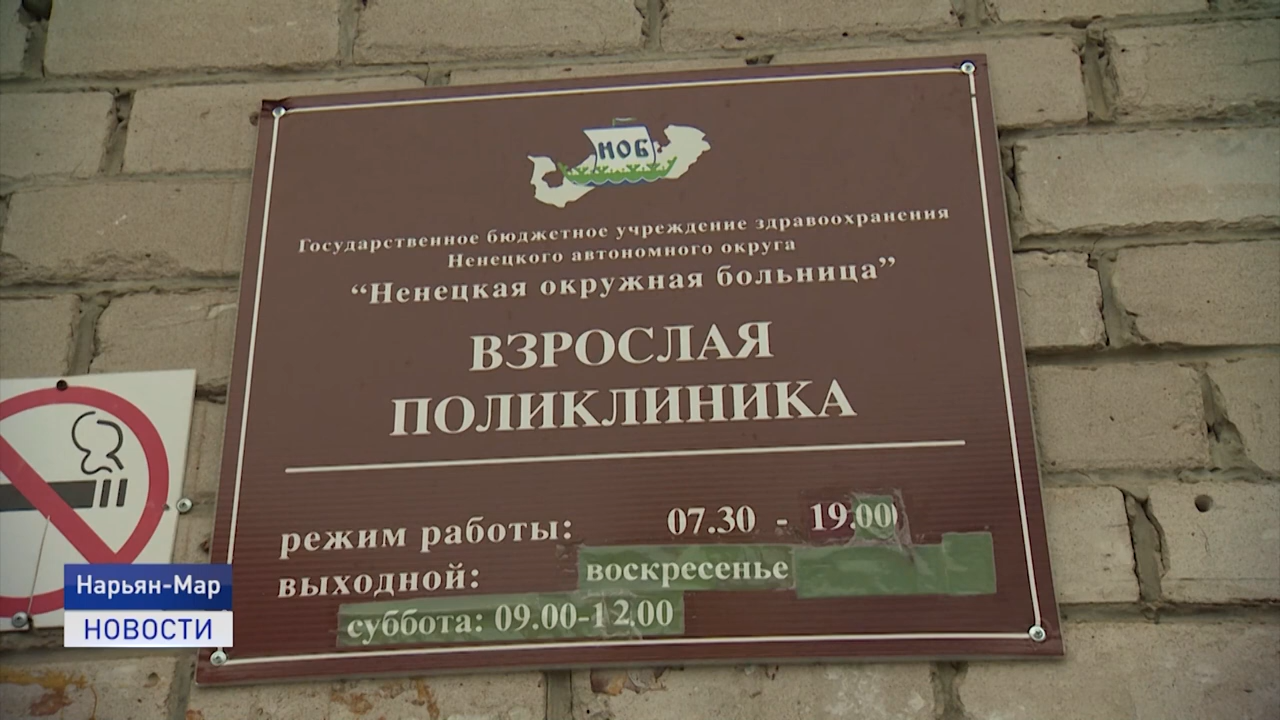 НОБ
Государственное бюджетное учреждение здравоохранения
Ненецкого автономного округа
“Ненецкая окружная больница”
ВЗРОСЛАЯ
ПОЛИКЛИНИКА
режим работы: 07.30 - 19.00
выходной: воскресенье
суббота: 09.00-12.00
Нарьян-Мар
НОВОСТИ